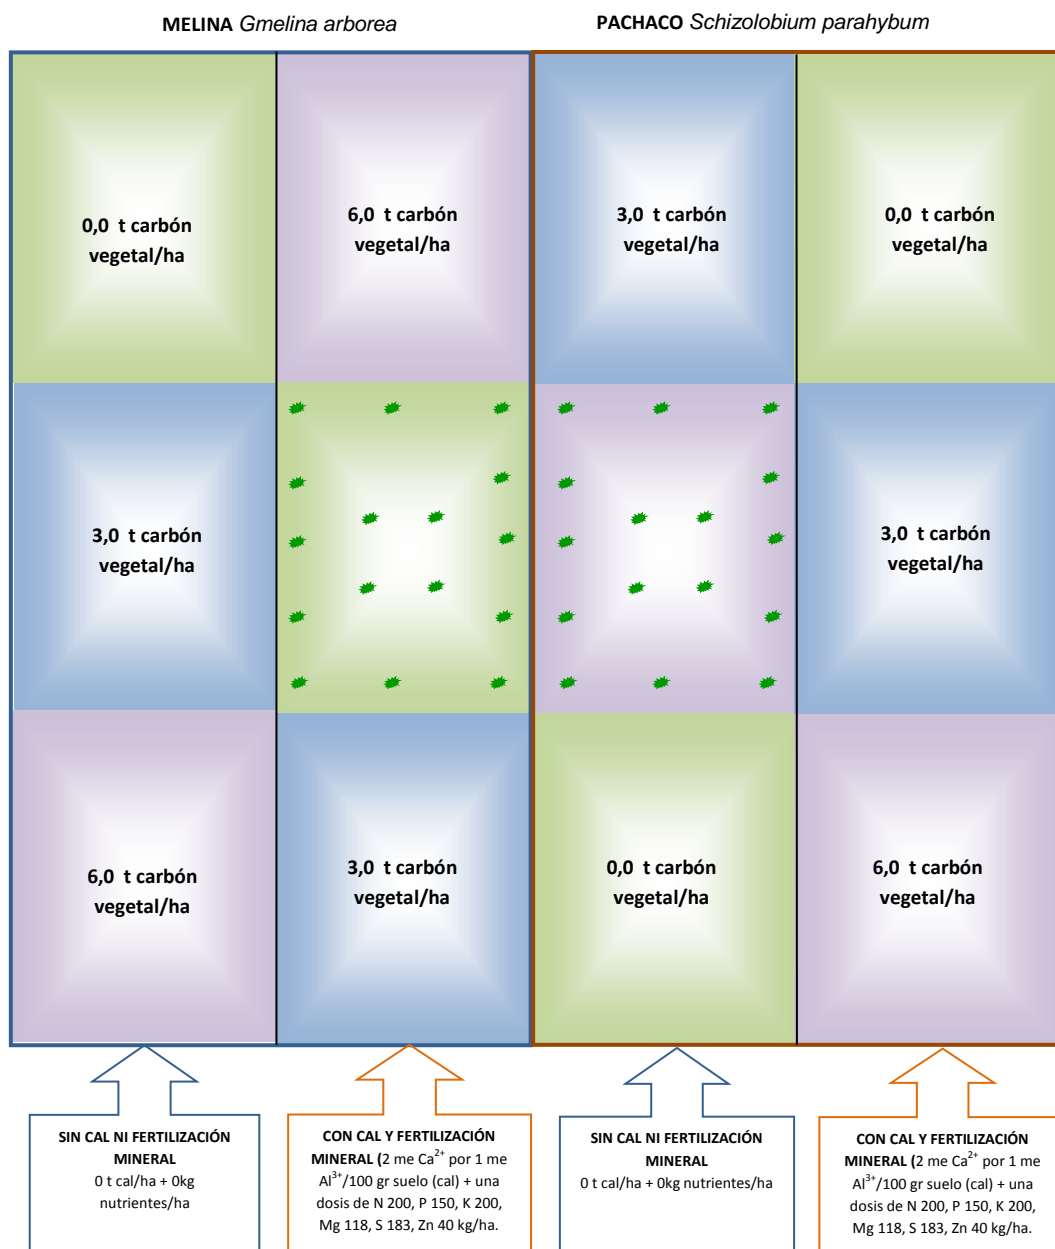 MELINA Gmelina arborea
PACHACO Schizolobium parahybum
0,0 t carbón
vegetal/ha
6,0 t carbón
vegetal/ha
3,0 t carbón
vegetal/ha
0,0 t carbón
vegetal/ha
3,0 t carbón
vegetal/ha
3,0 t carbón
vegetal/ha
6,0 t carbón
vegetal/ha
3,0 t carbón
vegetal/ha
0,0 t carbón
vegetal/ha
6,0 t carbón
vegetal/ha
SIN CAL NI FERTILIZACIÓN
MINERAL
0 t cal/ha + 0kg
nutrientes/ha
CON CAL Y FERTILIZACIÓN
MINERAL (2 me Ca²⁺ por 1 me
Al³⁺/100 gr suelo (cal) + una
dosis de N 200, P 150, K 200,
Mg 118, S 183, Zn 40 kg/ha.
SIN CAL NI FERTILIZACIÓN
MINERAL
0 t cal/ha + 0kg nutrientes/ha
CON CAL Y FERTILIZACIÓN
MINERAL (2 me Ca²⁺ por 1 me
Al³⁺/100 gr suelo (cal) + una
dosis de N 200, P 150, K 200,
Mg 118, S 183, Zn 40 kg/ha.